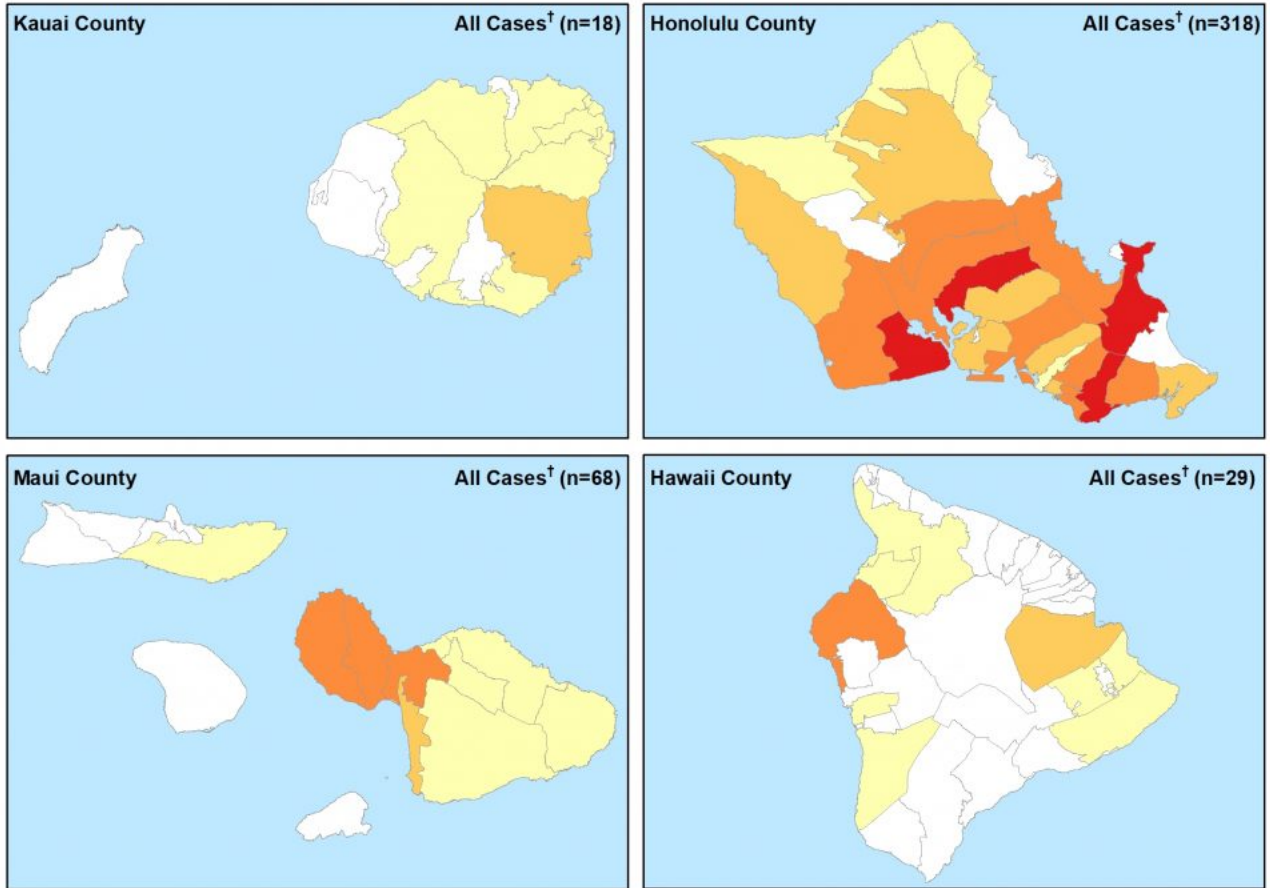 Kauai County
All Cases† (n=18)
Honolulu County
All Cases† (n=318)
Maui County
All Cases† (n=68)
Hawaii County
All Cases† (n=29)